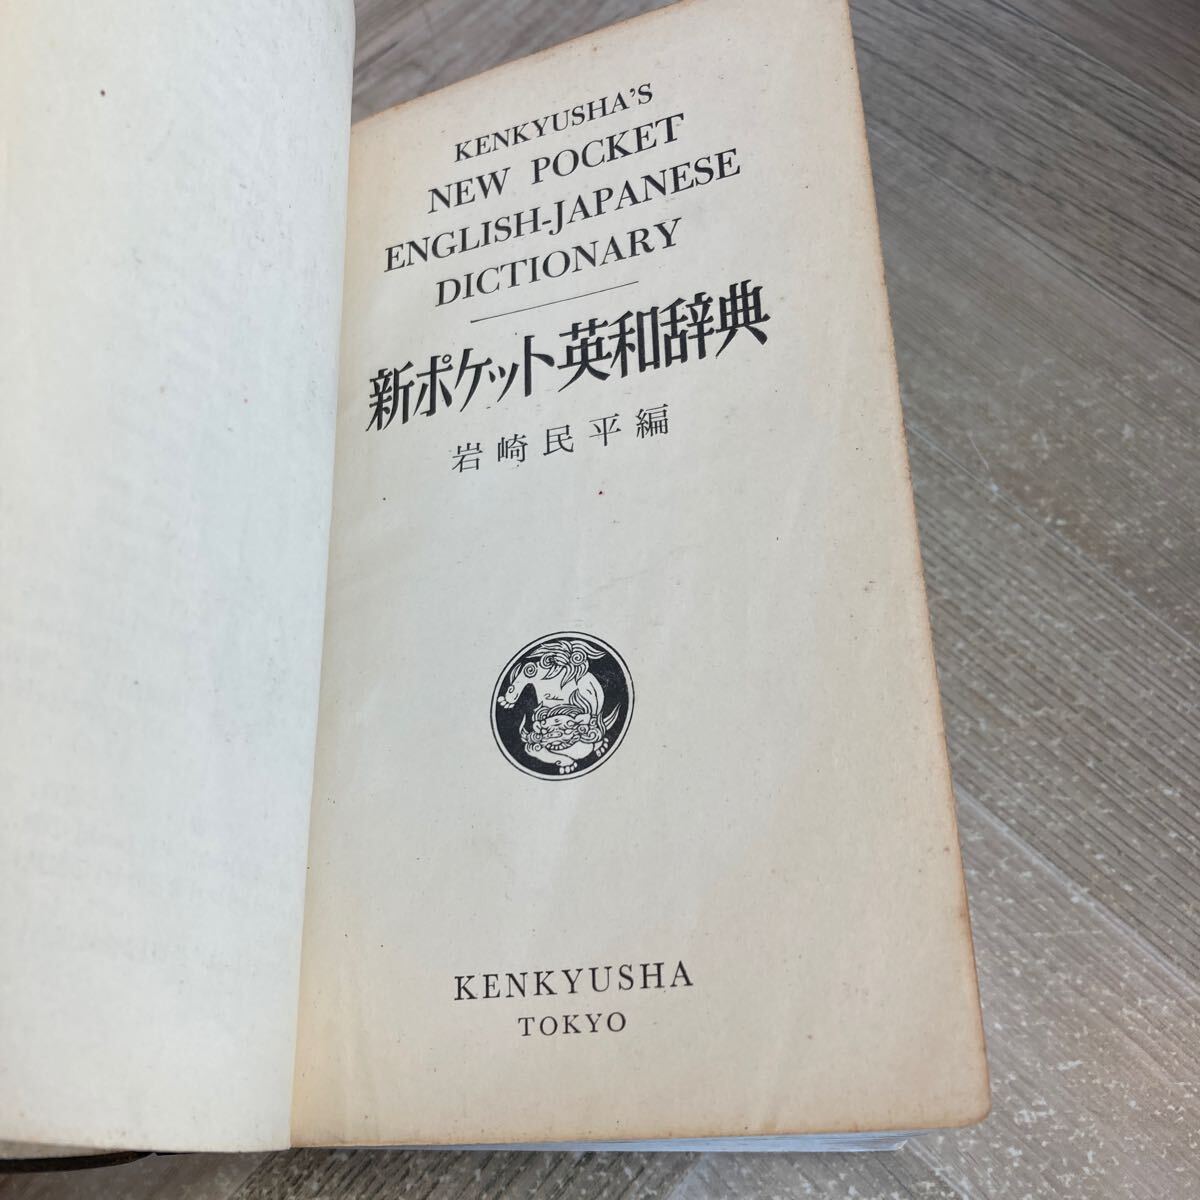 KENKYUSHA'S
NEW POCKET
ENGLISH-JAPANESE
DICTIONARY
新ポケット英和辞典
岩崎民平編
KENKYUSHA
TOKYO